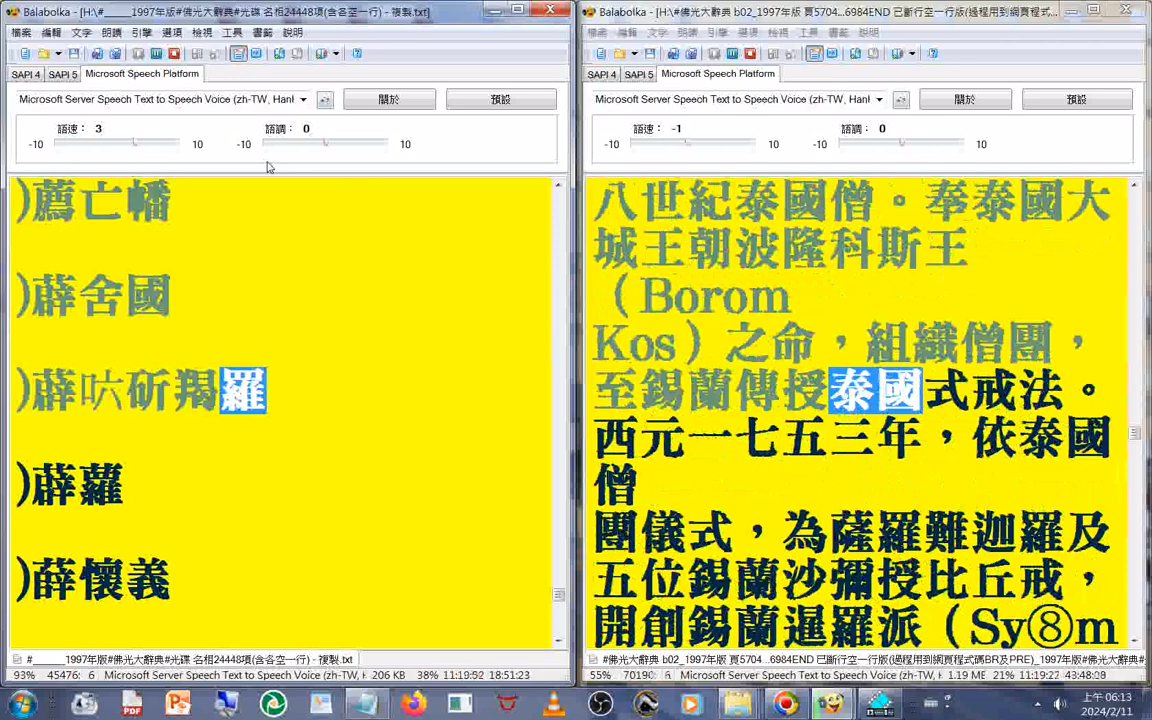 Balabolka - [H:\#_____1997年版#佛光大辭典#光碟 名相24448項(含各空一行) - 複製.txt]
檔案 編輯 文字 朗讀 引擎 選項 檢視 工具 書籤 說明
SAPI 4 SAPI 5 Microsoft Speech Platform
Microsoft Server Speech Text to Speech Voice (zh-TW, Hanl
關於
預設
語速： 3
語調： 0
-10 10 -10 10
)薦亡幡
)薜舍國
)薜吠斫羯羅
)薜蘿
)薛懷義
#_____1997年版#佛光大辭典#光碟 名相24448項(含各空一行) - 複製.txt
93% 45476: 6 Microsoft Server Speech Text to Speech Voice (zh-TW, H 206 KB 38% 11:19:52 18:51:23
Balabolka - [H:\#佛光大辭典 b02_1997年版 頁5704...6984END 已斷行空一行版(過程用到網頁程式...
檔案 編輯 文字 朗讀 引擎 選項 檢視 工具 書籤 說明
SAPI 4 SAPI 5 Microsoft Speech Platform
Microsoft Server Speech Text to Speech Voice (zh-TW, Hanl
關於
預設
語速： -1
語調： 0
-10 10 -10 10
八世紀泰國僧。奉泰國大
城王朝波隆科斯王
（Borom
Kos）之命，組織僧團，
至錫蘭傳授泰國式戒法。
西元一七五三年，依泰國
僧
團儀式，為薩羅難迦羅及
五位錫蘭沙彌授比丘戒，
開創錫蘭暹羅派（Sy⑧m
#佛光大辭典 b02_1997年版 頁5704...6984END 已斷行空一行版(過程用到網頁程式碼BR及PRE)_1997年版#佛光大辭典#
55% 70190: 6 Microsoft Server Speech Text to Speech Voice (zh-TW, H 1.19 MB 21% 11:19:27 43:48:08
上午 06:13
2024/2/11